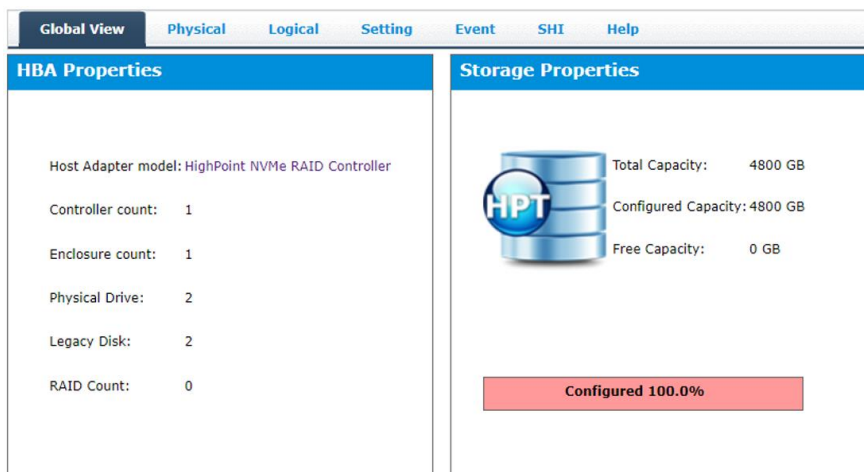 Global View Physical Logical Setting Event SHI Help
HBA Properties
Host Adapter model: HighPoint NVMe RAID Controller
Controller count: 1
Enclosure count: 1
Physical Drive: 2
Legacy Disk: 2
RAID Count: 0
Storage Properties
HPT
Total Capacity: 4800 GB
Configured Capacity: 4800 GB
Free Capacity: 0 GB
Configured 100.0%